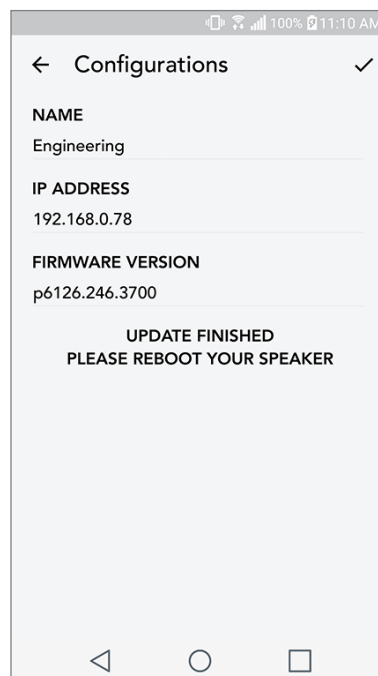 100% 11:10 AM
Configurations
NAME
Engineering
IP ADDRESS
192.168.0.78
FIRMWARE VERSION
p6126.246.3700
UPDATE FINISHED
PLEASE REBOOT YOUR SPEAKER